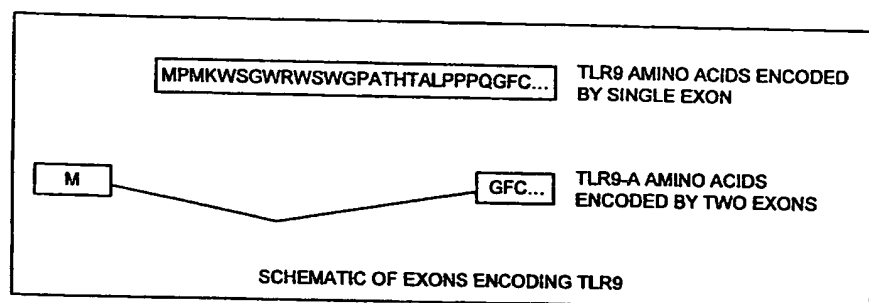 MPMKWSGWRWSWGPATHTALPPPQGFC...
TLR9 AMINO ACIDS ENCODED
BY SINGLE EXON
M
GFC...
TLR9-A AMINO ACIDS
ENCODED BY TWO EXONS
SCHEMATIC OF EXONS ENCODING TLR9